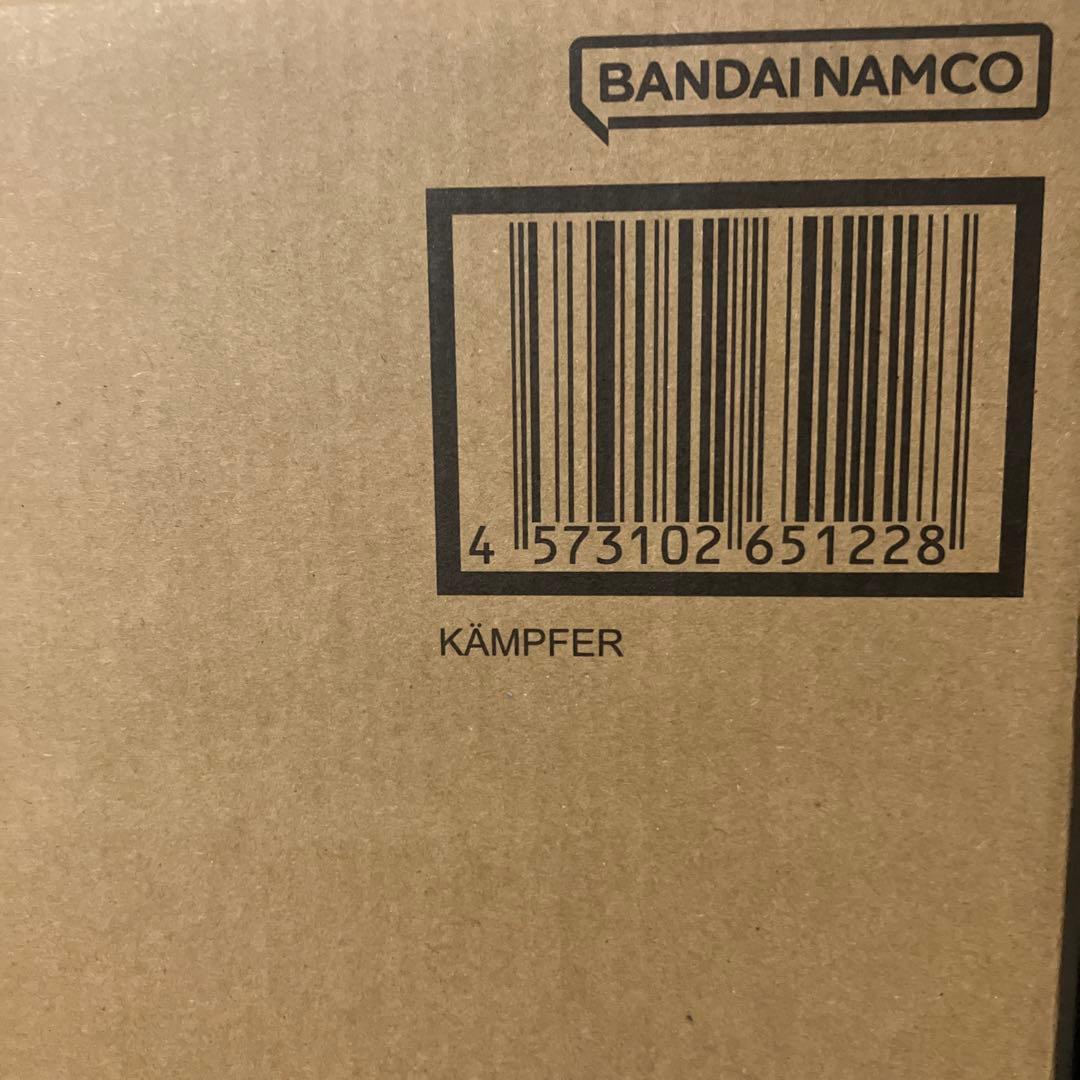 BANDAI NAMCO
4 573102 651228
KÄMPFER